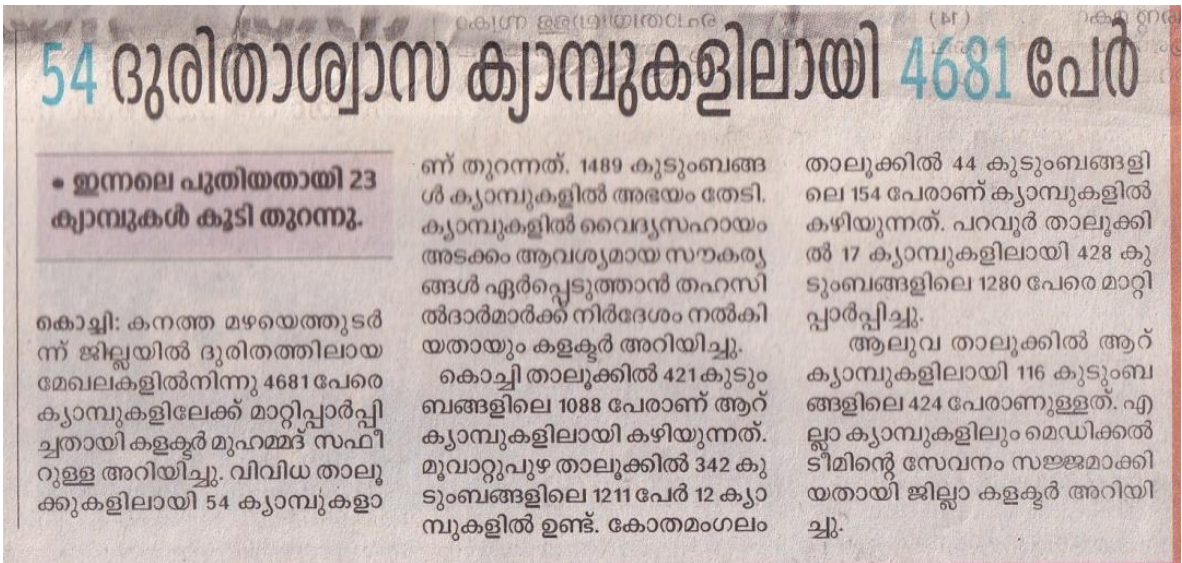 54 ദുരിതാശ്വാസ ക്യാമ്പുകളിലായി 4681 പേർ
• ഇന്നലെ പുതിയതായി 23
ക്യാമ്പുകൾ കൂടി തുറന്നു.
കൊച്ചി: കനത്ത മഴയെത്തുടർ
ന്ന് ജില്ലയിൽ ദുരിതത്തിലായ
മേഖലകളിൽനിന്നു 4681 പേരെ
ക്യാമ്പുകളിലേക്ക് മാറ്റിപ്പാർപ്പി
ച്ചതായി കളക്ടർ മുഹമ്മദ് സഫീ
റുള്ള അറിയിച്ചു. വിവിധ താലൂ
ക്കുകളിലായി 54 ക്യാമ്പുകളാ
ണ് തുറന്നത്. 1489 കുടുംബങ്ങ
ൾ ക്യാമ്പുകളിൽ അഭയം തേടി.
ക്യാമ്പുകളിൽ വൈദ്യസഹായം
അടക്കം ആവശ്യമായ സൗകര്യ
ങ്ങൾ ഏർപ്പെടുത്താൻ തഹസി
ൽദാർമാർക്ക് നിർദേശം നൽകി
യതായും കളക്ടർ അറിയിച്ചു.
കൊച്ചി താലൂക്കിൽ 421 കുടും
ബങ്ങളിലെ 1088 പേരാണ് ആറ്
ക്യാമ്പുകളിലായി കഴിയുന്നത്.
മൂവാറ്റുപുഴ താലൂക്കിൽ 342 കു
ടുംബങ്ങളിലെ 1211 പേർ 12 ക്യാ
മ്പുകളിൽ ഉണ്ട്. കോതമംഗലം
താലൂക്കിൽ 44 കുടുംബങ്ങളി
ലെ 154 പേരാണ് ക്യാമ്പുകളിൽ
കഴിയുന്നത്. പറവൂർ താലൂക്കി
ൽ 17 ക്യാമ്പുകളിലായി 428 കു
ടുംബങ്ങളിലെ 1280 പേരെ മാറ്റി
പ്പാർപ്പിച്ചു.
ആലുവ താലൂക്കിൽ ആറ്
ക്യാമ്പുകളിലായി 116 കുടുംബ
ങ്ങളിലെ 424 പേരാണുള്ളത്. എ
ല്ലാ ക്യാമ്പുകളിലും മെഡിക്കൽ
ടീമിന്റെ സേവനം സജ്ജമാക്കി
യതായി ജില്ലാ കളക്ടർ അറിയി
ച്ചു.